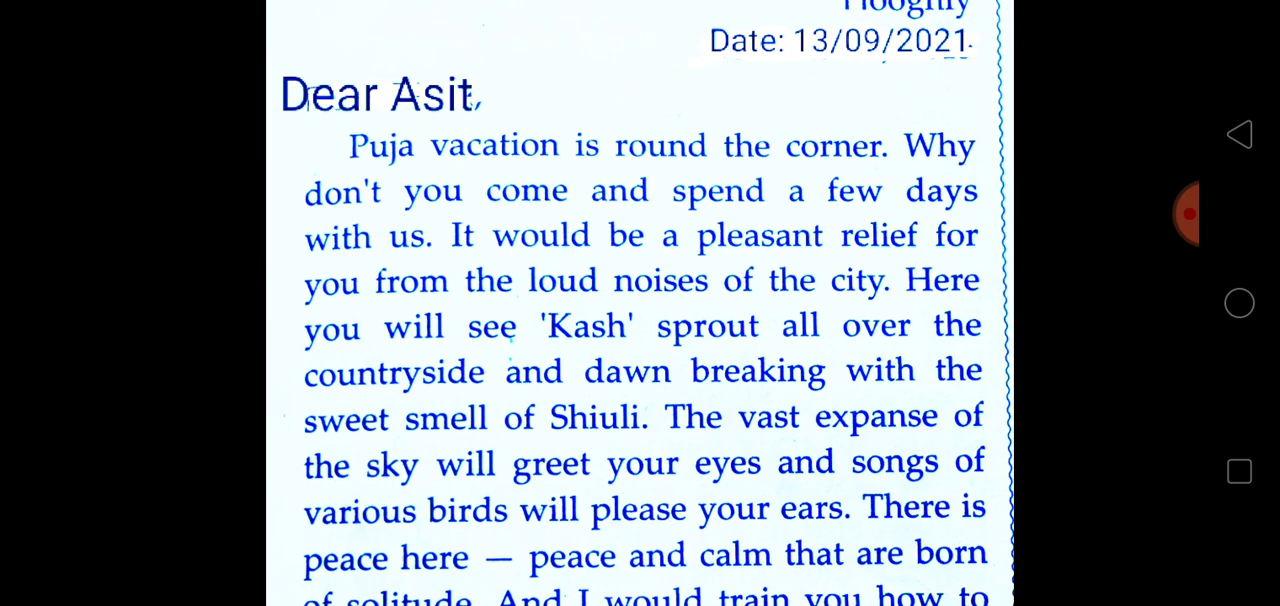 Hooghly
Date: 13/09/2021.
Dear Asit,
Puja vacation is round the corner. Why
don't you come and spend a few days
with us. It would be a pleasant relief for
you from the loud noises of the city. Here
you will see 'Kash' sprout all over the
countryside and dawn breaking with the
sweet smell of Shiuli. The vast expanse of
the sky will greet your eyes and songs of
various birds will please your ears. There is
peace here — peace and calm that are born
of solitude. And I would train you how to